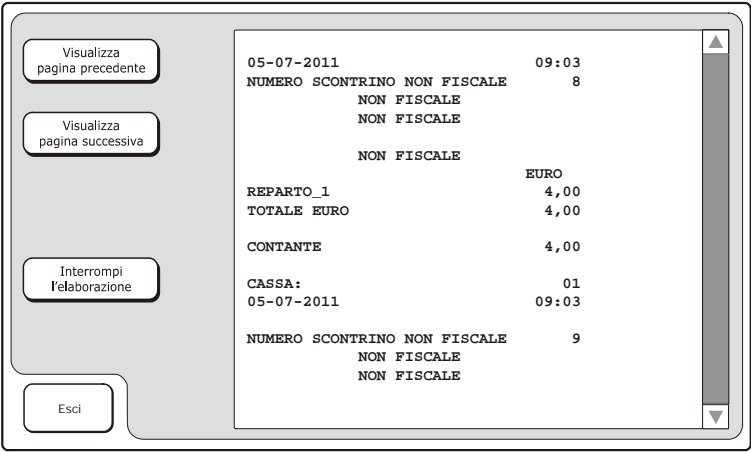 Visualizza
pagina precedente
Visualizza
pagina successiva
Interrompi
l'elaborazione
Esci
05-07-2011 09:03
NUMERO SCONTRINO NON FISCALE 8
NON FISCALE
NON FISCALE
NON FISCALE
EURO
REPARTO_1 4,00
TOTALE EURO 4,00
CONTANTE 4,00
CASSA: 01
05-07-2011 09:03
NUMERO SCONTRINO NON FISCALE 9
NON FISCALE
NON FISCALE